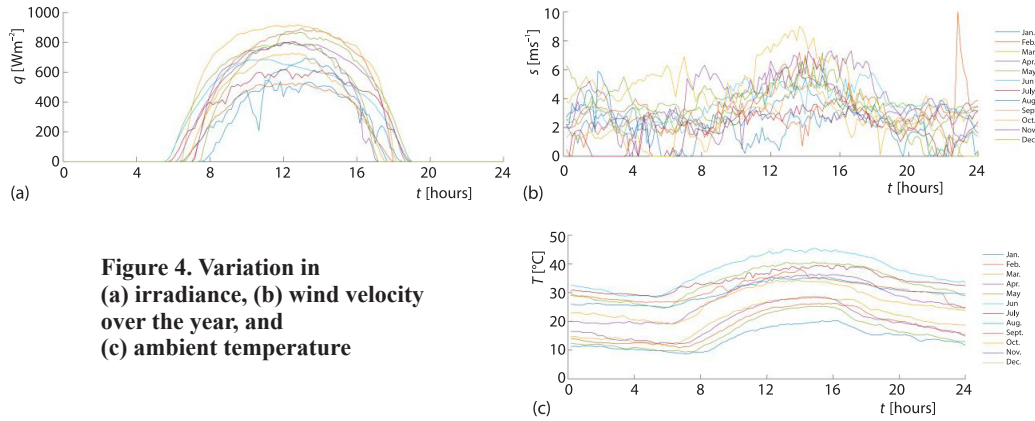 1000
800
600
400
200
0
q [Wm⁻²]
0 4 8 12 16 20 24
(a)
t [hours]
10
8
6
4
2
0
s [ms⁻¹]
0 4 8 12 16 20 24
(b)
t [hours]
Jan.
Feb.
Mar.
Apr.
May
Jun
July
Aug.
Sept.
Oct.
Nov.
Dec.
Figure 4. Variation in
(a) irradiance, (b) wind velocity
over the year, and
(c) ambient temperature
50
40
30
20
10
0
T [°C]
0 4 8 12 16 20 24
(c)
t [hours]
Jan.
Feb.
Mar.
Apr.
May
Jun
July
Aug.
Sept.
Oct.
Nov.
Dec.